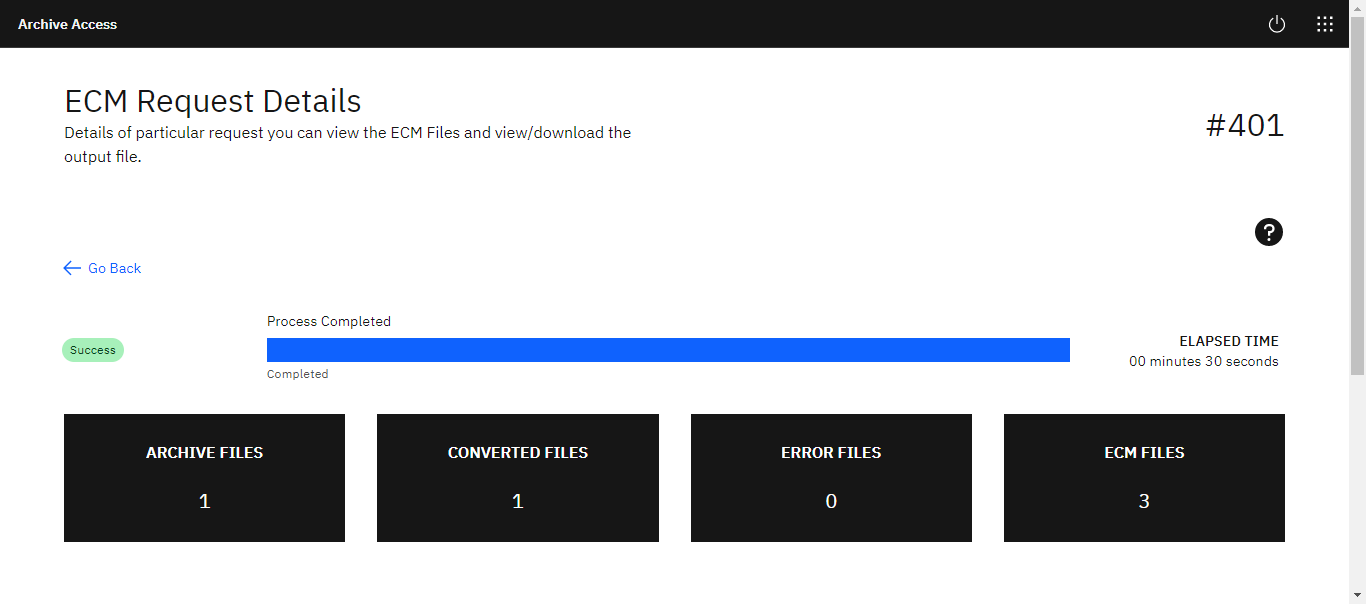 Archive Access
ECM Request Details
Details of particular request you can view the ECM Files and view/download the
output file.
#401
?
Go Back
Process Completed
Success
Completed
ELAPSED TIME
00 minutes 30 seconds
ARCHIVE FILES
1
CONVERTED FILES
1
ERROR FILES
0
ECM FILES
3